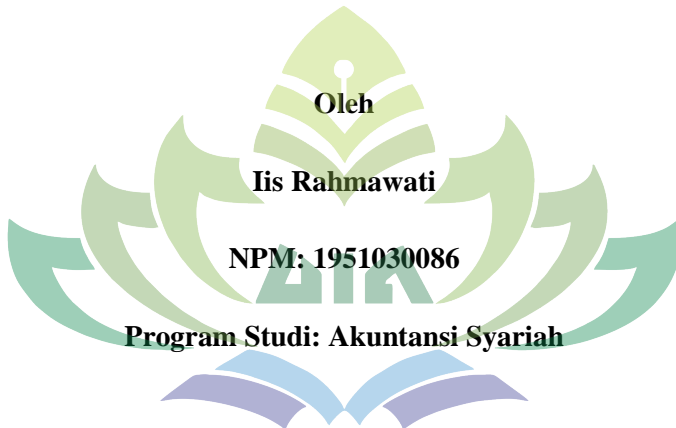 Oleh
Iis Rahmawati
NPM: 1951030086
Program Studi: Akuntansi Syariah